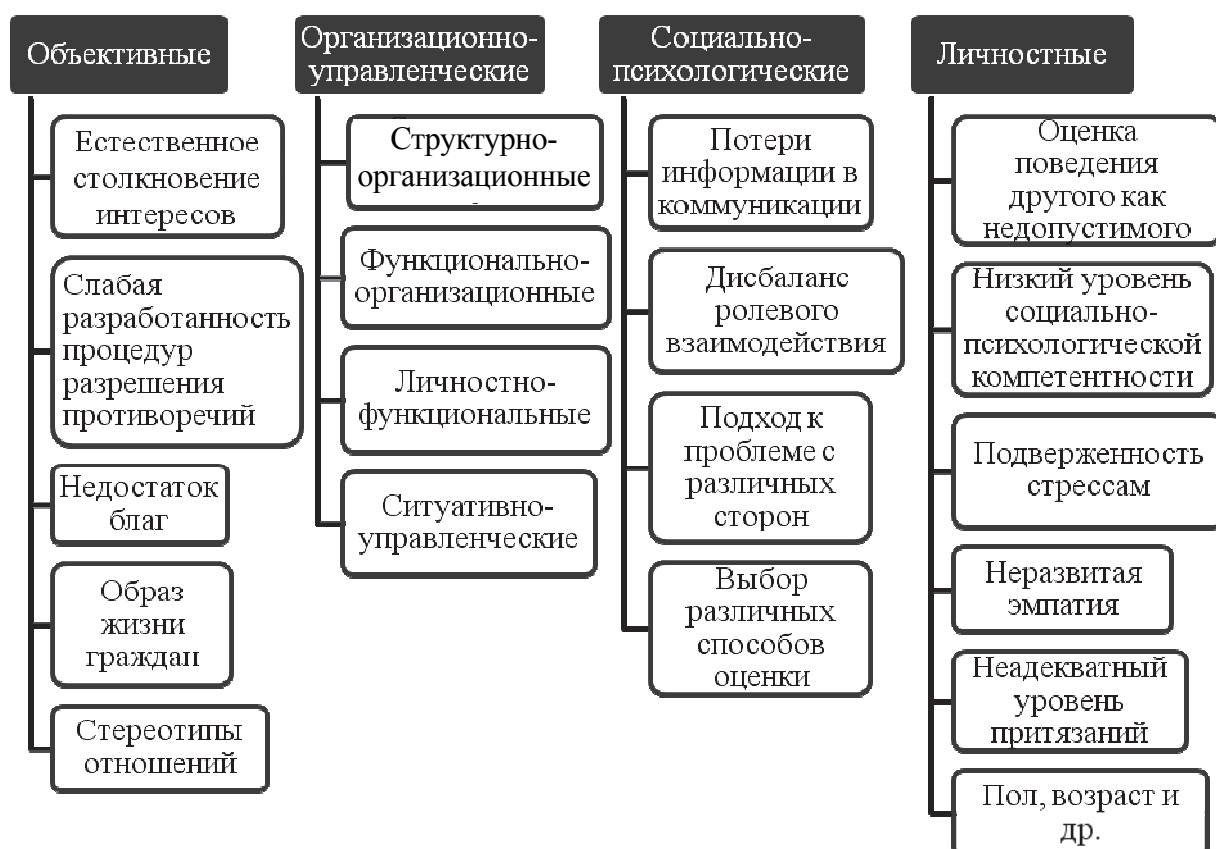 Объективные
Естественное
столкновение
интересов
Слабая
разработанность
процедур
разрешения
противоречий
Недостаток
благ
Образ
жизни
граждан
Стереотипы
отношений
Организационно-
управленческие
Структурно-
организационные
Функционально-
организационные
Личностно-
функциональные
Ситуативно-
управленческие
Социально-
психологические
Потери
информации в
коммуникации
Дисбаланс
ролевого
взаимодействия
Подход к
проблеме с
различных
сторон
Выбор
различных
способов
оценки
Личностные
Оценка
поведения
другого как
недопустимого
Низкий уровень
социально-
психологической
компетентности
Подверженность
стрессам
Неразвитая
эмпатия
Неадекватный
уровень
притязаний
Пол, возраст и
др.